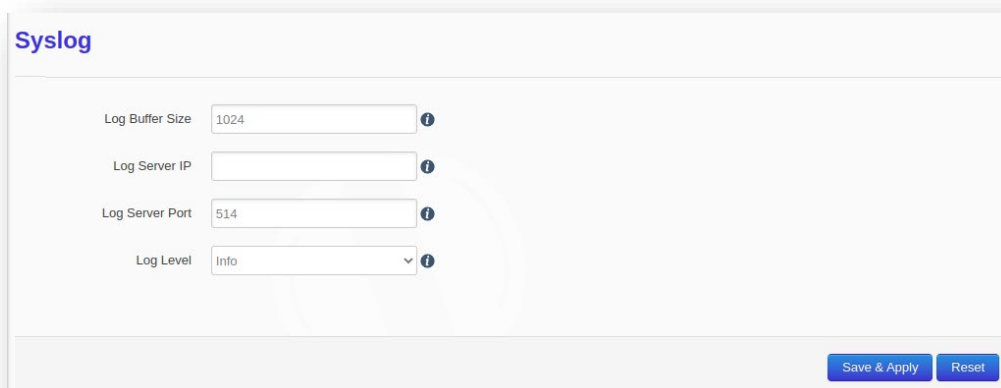 Syslog
Log Buffer Size 1024
Log Server IP
Log Server Port 514
Log Level Info
Save & Apply Reset